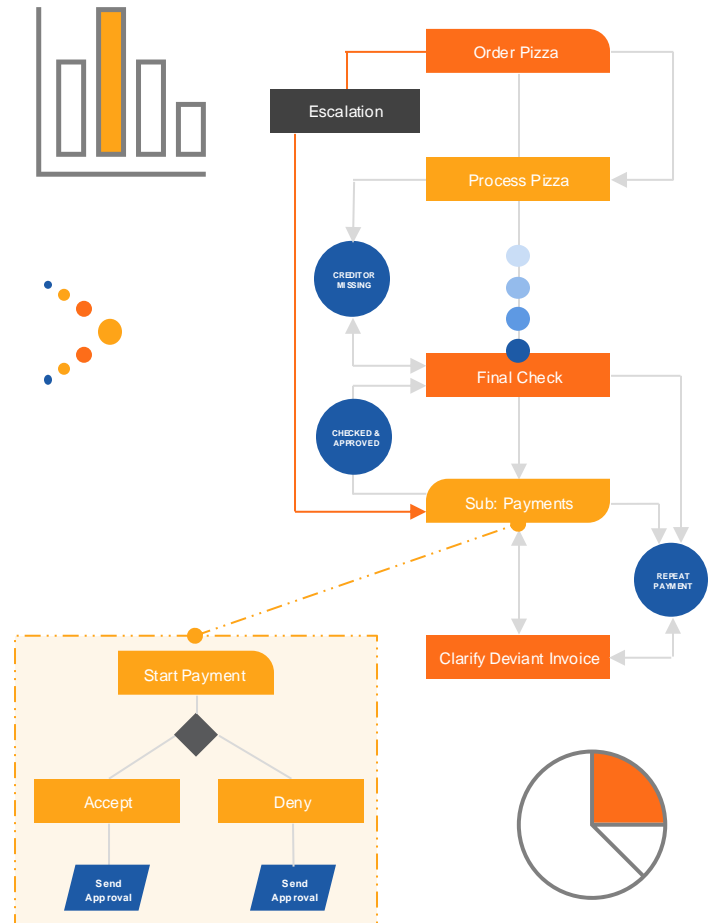 Order Pizza
Escalation
Process Pizza
CREDITOR
MISSING
Final Check
CHECKED &
APPROVED
Sub: Payments
REPEAT
PAYMENT
Clarify Deviant Invoice
Start Payment
Accept
Deny
Send
Approval
Send
Approval